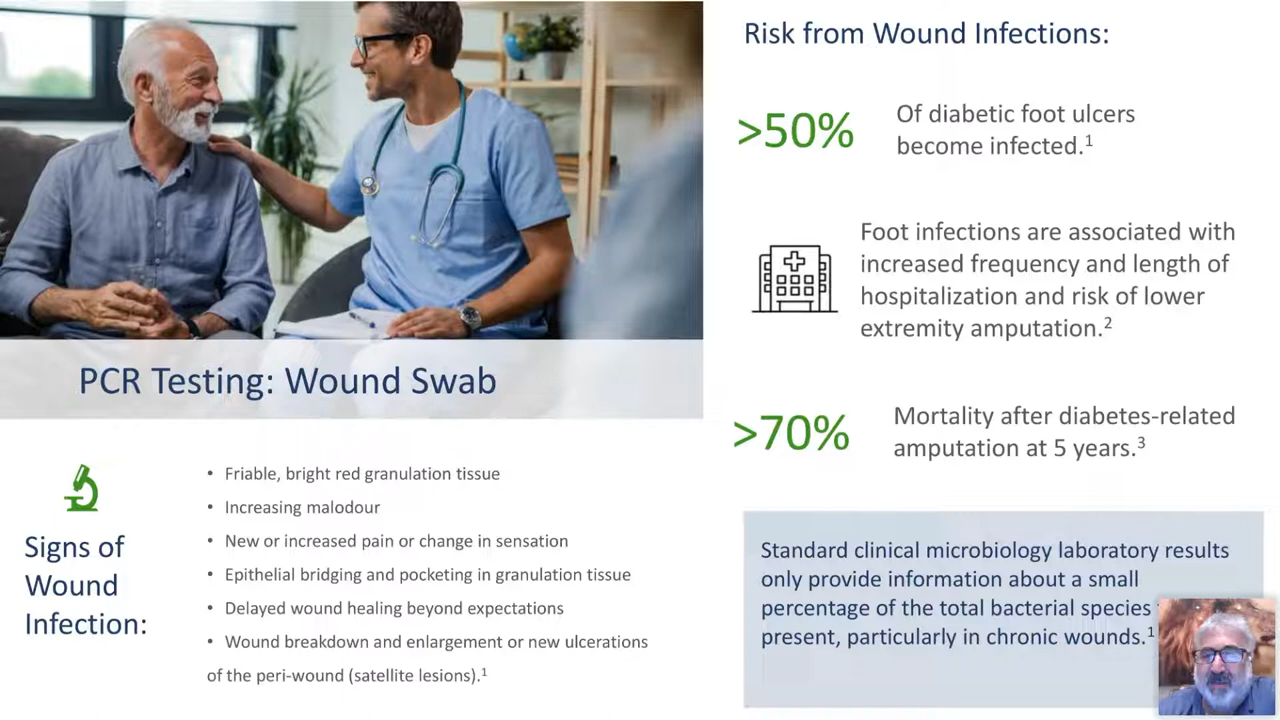 PCR Testing: Wound Swab
Signs of
Wound
Infection:
• Friable, bright red granulation tissue
• Increasing malodour
• New or increased pain or change in sensation
• Epithelial bridging and pocketing in granulation tissue
• Delayed wound healing beyond expectations
• Wound breakdown and enlargement or new ulcerations
of the peri-wound (satellite lesions).¹
Risk from Wound Infections:
>50%
Of diabetic foot ulcers
become infected.¹
Foot infections are associated with
increased frequency and length of
hospitalization and risk of lower
extremity amputation.²
>70%
Mortality after diabetes-related
amputation at 5 years.³
Standard clinical microbiology laboratory results
only provide information about a small
percentage of the total bacterial species
present, particularly in chronic wounds.¹